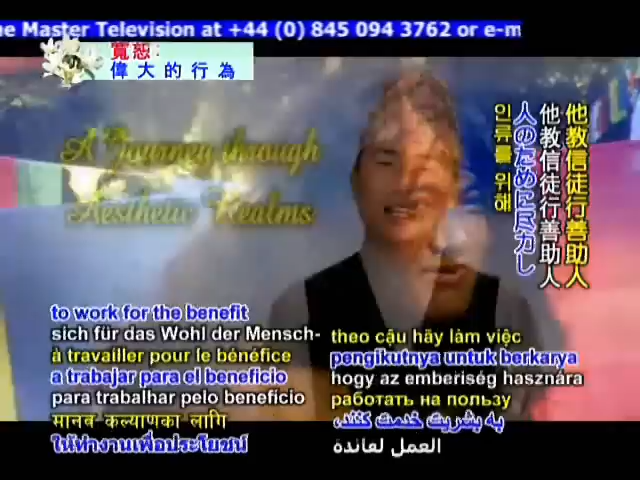 he Master Television at +44 (0) 845 094 3762 or e-m
寬恕:
偉大的行為
A Journey through
Aesthetic Realms
他教信徒行善助人
他教信徒行善助人
人のために尽力し
인류를 위해
to work for the benefit
sich für das Wohl der Mensch-
à travailler pour le bénéfice
a trabajar para el beneficio
para trabalhar pelo benefício
मानव कल्याणका लागि
ให้ทำงานเพื่อประโยชน์
theo cậu hãy làm việc
pengikutnya untuk berkarya
hogy az emberiség hasznára
работать на пользу
به بشریت خدمت کنند،
العمل لفائدة